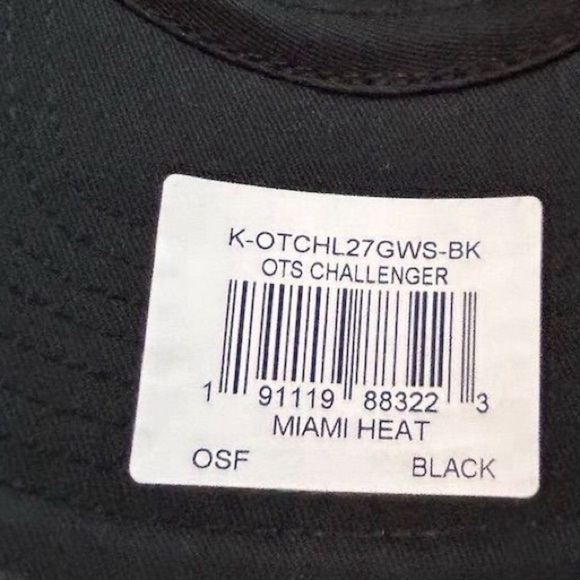 K-OTCHL27GWS-BK
OTS CHALLENGER
1 91119 88322 3
MIAMI HEAT
OSF BLACK